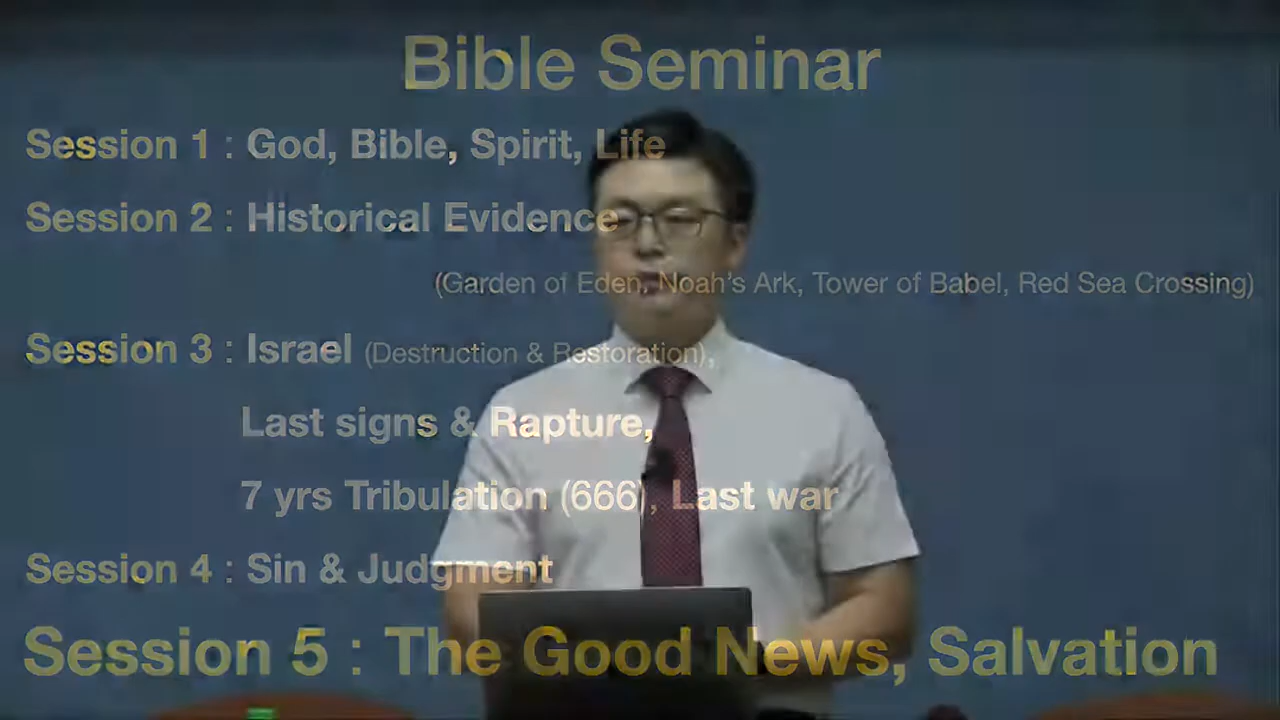 Bible Seminar
Session 1 : God, Bible, Spirit, Life
Session 2 : Historical Evidence
(Garden of Eden, Noah's Ark, Tower of Babel, Red Sea Crossing)
Session 3 : Israel (Destruction & Restoration),
Last signs & Rapture,
7 yrs Tribulation (666), Last war
Session 4 : Sin & Judgment
Session 5 : The Good News, Salvation